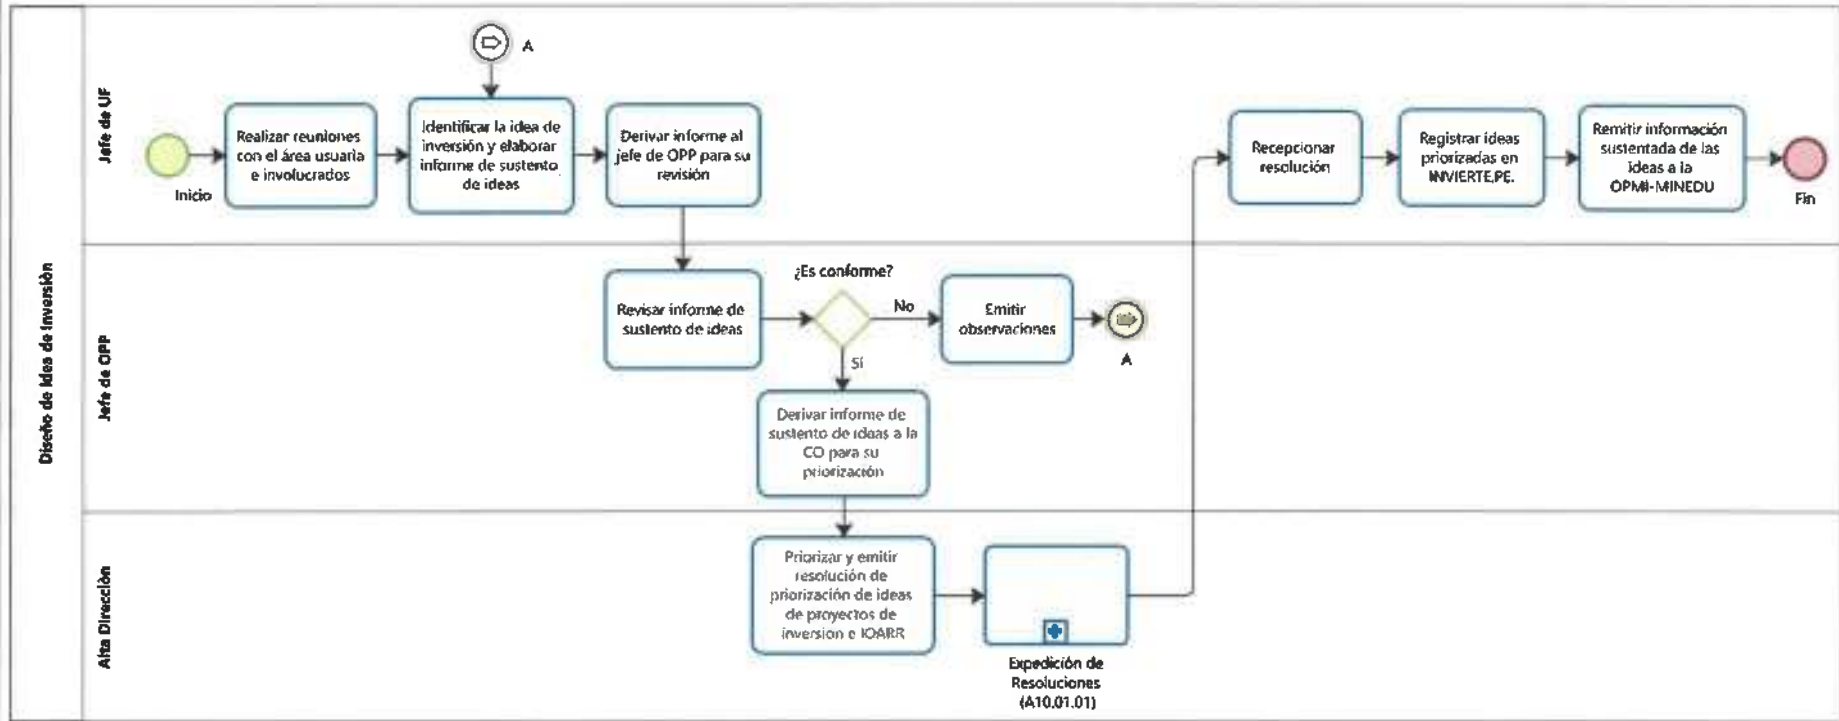 Diseño de Idea de Inversión
Jefe de UF
Inicio
Realizar reuniones
con el área usuaria
e involucrados
A
Identificar la idea de
inversión y elaborar
informe de sustento
de ideas
Derivar informe al
jefe de OPP para su
revisión
Recepcionar
resolución
Registrar ideas
priorizadas en
INVIERTE.PE.
Remitir información
sustentada de las
ideas a la
OPMI-MINEDU
Fin
Jefe de OPP
Revisar informe de
sustento de ideas
¿Es conforme?
No
Emitir
observaciones
A
Sí
Derivar informe de
sustento de ideas a la
CO para su
priorización
Alta Dirección
Priorizar y emitir
resolución de
priorización de ideas
de proyectos de
inversion e IOARR
Expedición de
Resoluciones
(A10.01.01)